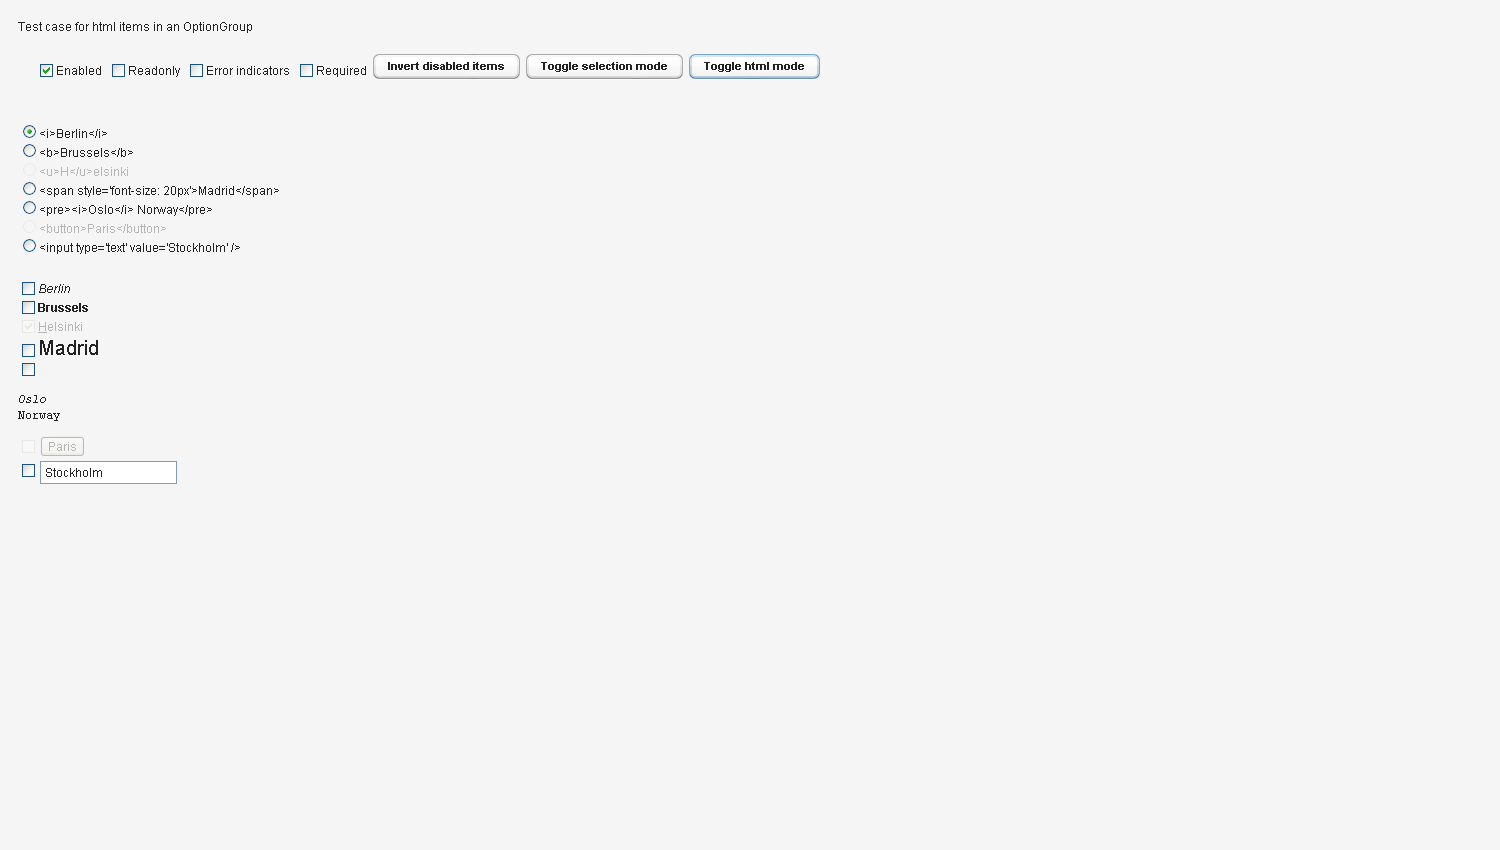 Test case for html items in an OptionGroup
Enabled Readonly Error indicators Required Invert disabled items Toggle selection mode Toggle html mode
<i>Berlin</i>
<b>Brussels</b>
<u>H</u>elsinki
<span style='font-size: 20px'>Madrid</span>
<pre><i>Oslo</i> Norway</pre>
<button>Paris</button>
<input type='text' value='Stockholm' />
Berlin
Brussels
Helsinki
Madrid
Oslo
Norway
Paris
Stockholm